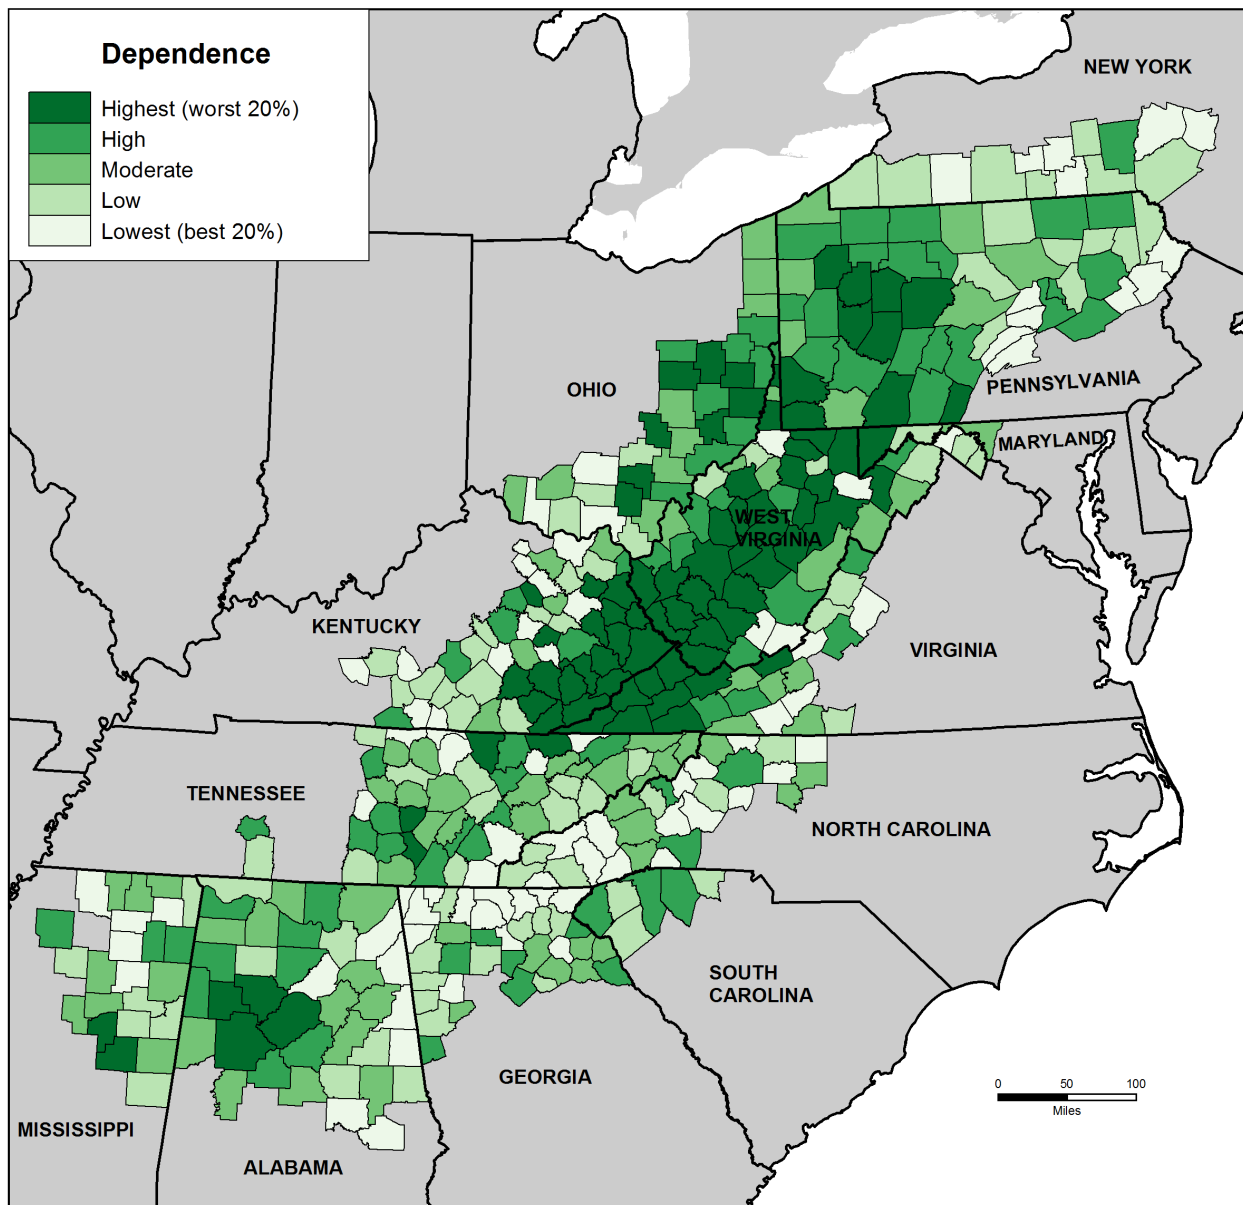 Dependence
Highest (worst 20%)
High
Moderate
Low
Lowest (best 20%)
NEW YORK
OHIO
PENNSYLVANIA
MARYLAND
WEST
VIRGINIA
KENTUCKY
VIRGINIA
TENNESSEE
NORTH CAROLINA
SOUTH
CAROLINA
GEORGIA
MISSISSIPPI
ALABAMA
0 50 100
Miles